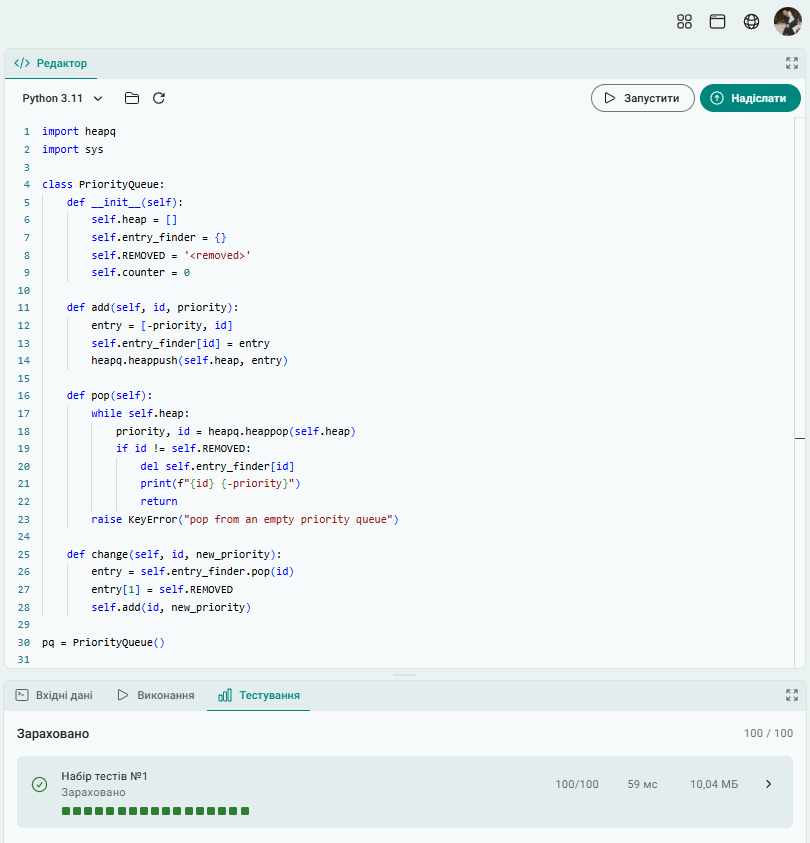 </> Редактор
Python 3.11
Запустити
Надіслати
1 import heapq
2 import sys
3
4 class PriorityQueue:
5     def __init__(self):
6         self.heap = []
7         self.entry_finder = {}
8         self.REMOVED = '<removed>'
9         self.counter = 0
10
11     def add(self, id, priority):
12         entry = [-priority, id]
13         self.entry_finder[id] = entry
14         heapq.heappush(self.heap, entry)
15
16     def pop(self):
17         while self.heap:
18             priority, id = heapq.heappop(self.heap)
19             if id != self.REMOVED:
20                 del self.entry_finder[id]
21                 print(f"{id} {-priority}")
22                 return
23         raise KeyError("pop from an empty priority queue")
24
25     def change(self, id, new_priority):
26         entry = self.entry_finder.pop(id)
27         entry[1] = self.REMOVED
28         self.add(id, new_priority)
29
30 pq = PriorityQueue()
31
Вхідні дані
Виконання
Тестування
Зараховано
100 / 100
Набір тестів №1
Зараховано
100/100
59 мс
10,04 МБ